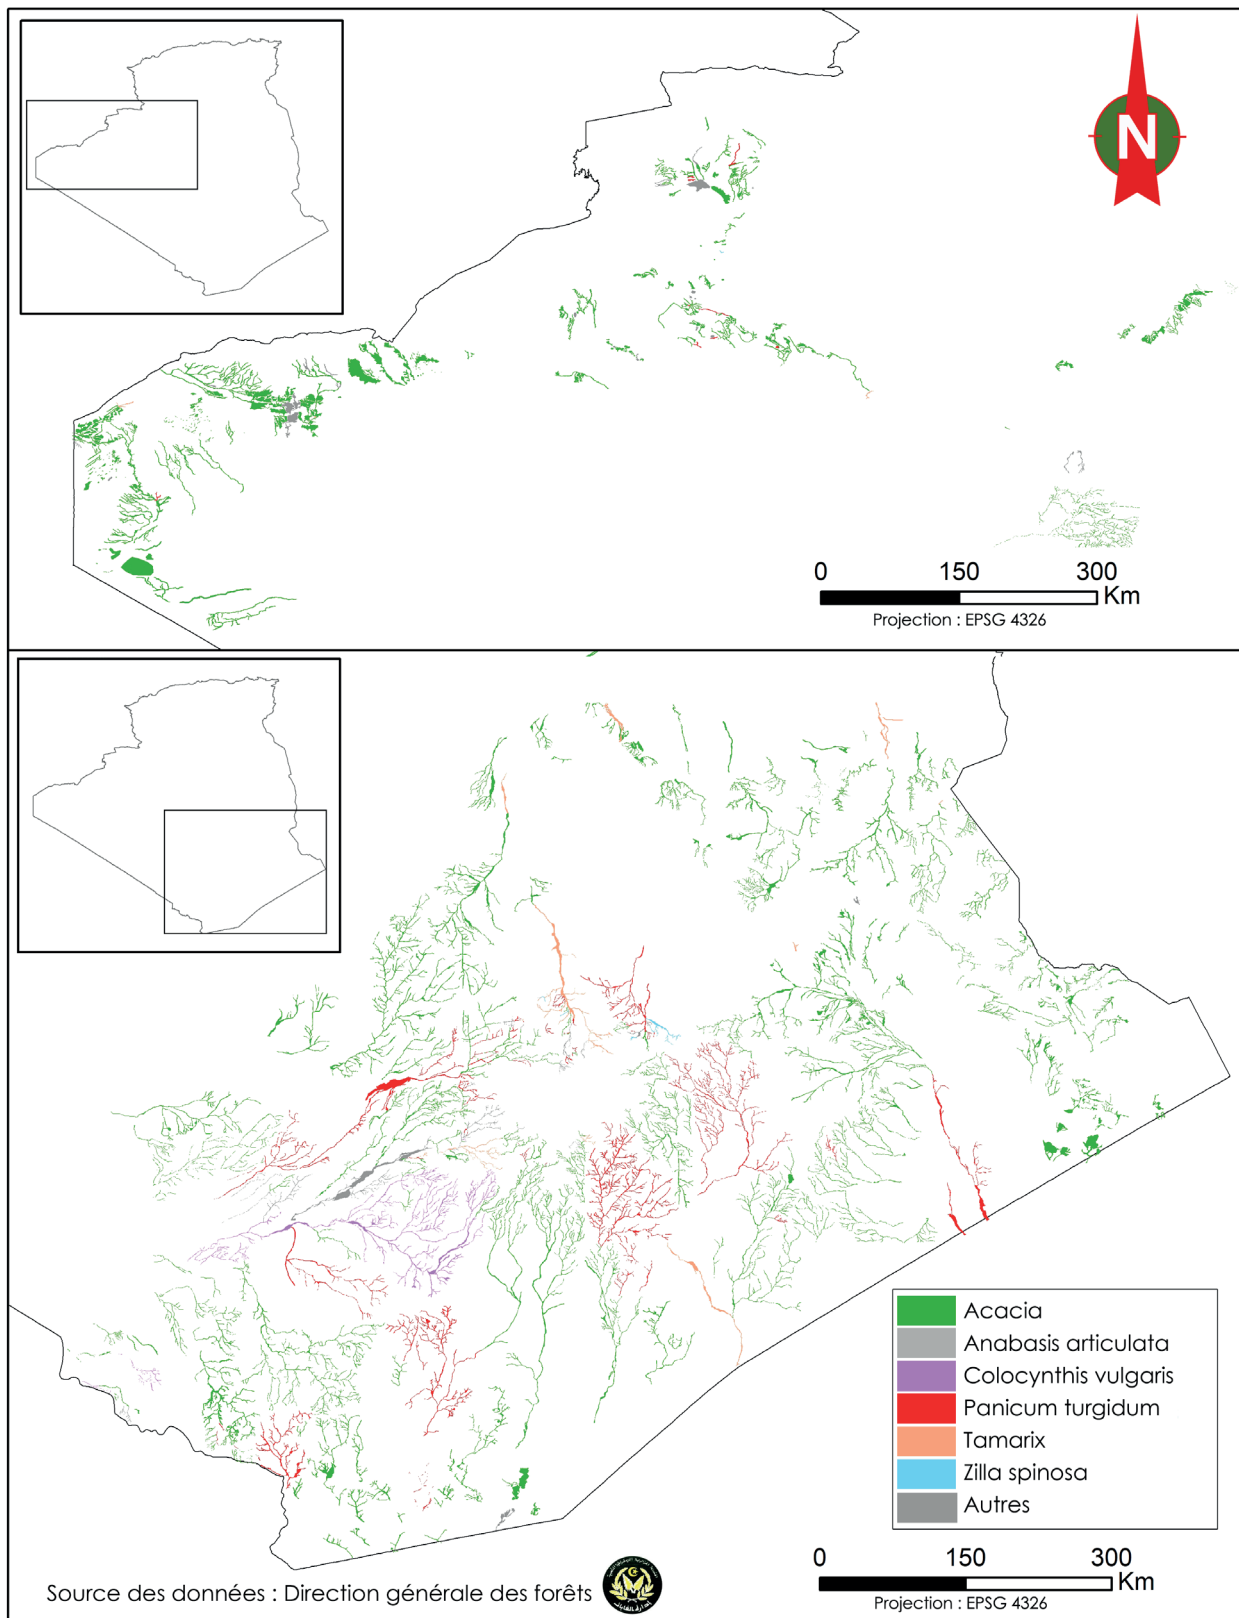 N
0 150 300
Km
Projection : EPSG 4326
Acacia
Anabasis articulata
Colocynthis vulgaris
Panicum turgidum
Tamarix
Zilla spinosa
Autres
0 150 300
Km
Projection : EPSG 4326
Source des données : Direction générale des forêts